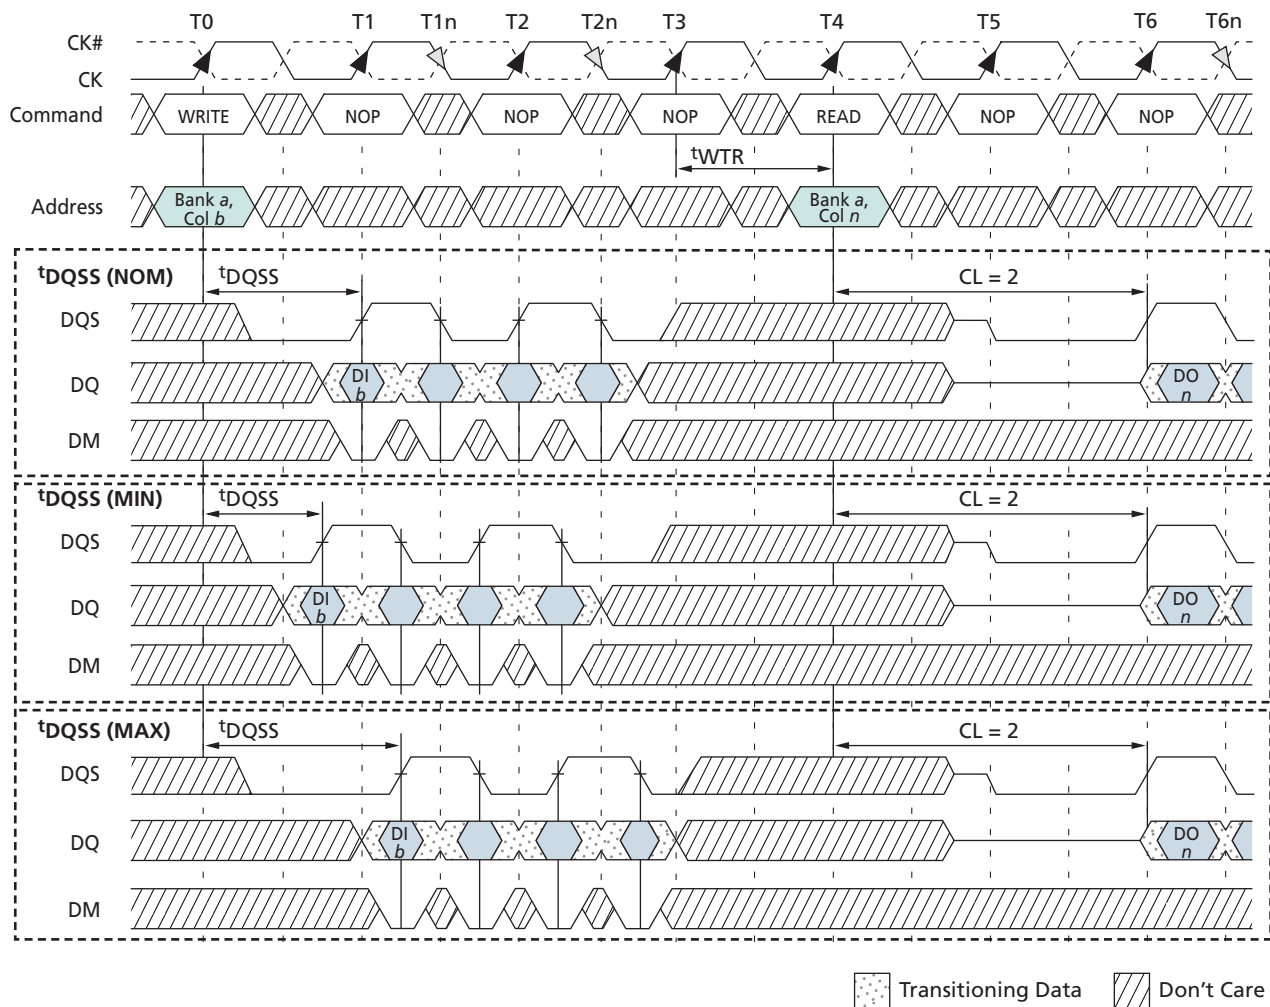 T0 T1 T1n T2 T2n T3 T4 T5 T6 T6n
CK#
CK
Command WRITE NOP NOP NOP READ NOP NOP
tWTR
Address Bank a, Col b Bank a, Col n
tDQSS (NOM) tDQSS CL = 2
DQS
DQ DI b DO n
DM
tDQSS (MIN) tDQSS CL = 2
DQS
DQ DI b DO n
DM
tDQSS (MAX) tDQSS CL = 2
DQS
DQ DI b DO n
DM
Transitioning Data Don't Care